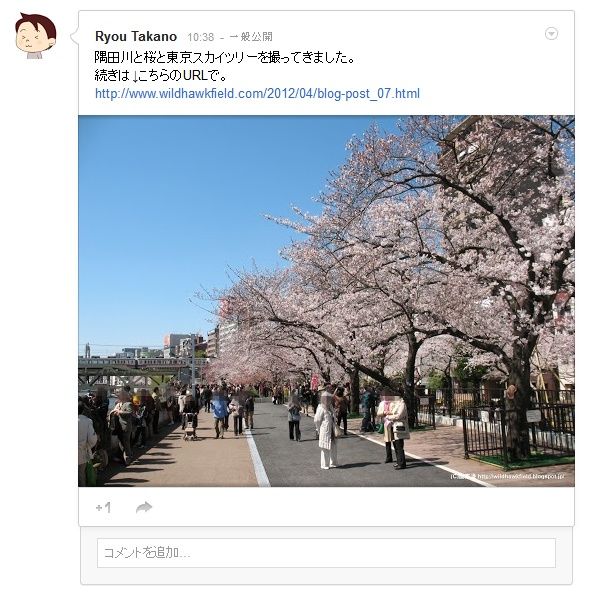 Ryou Takano 10:38 - 一般公開
隅田川と桜と東京スカイツリーを撮ってきました。
続きは↓こちらのURLで。
http://www.wildhawkfield.com/2012/04/blog-post_07.html
http://wildhawkfield.blogspot.jp/
+1
コメントを追加...